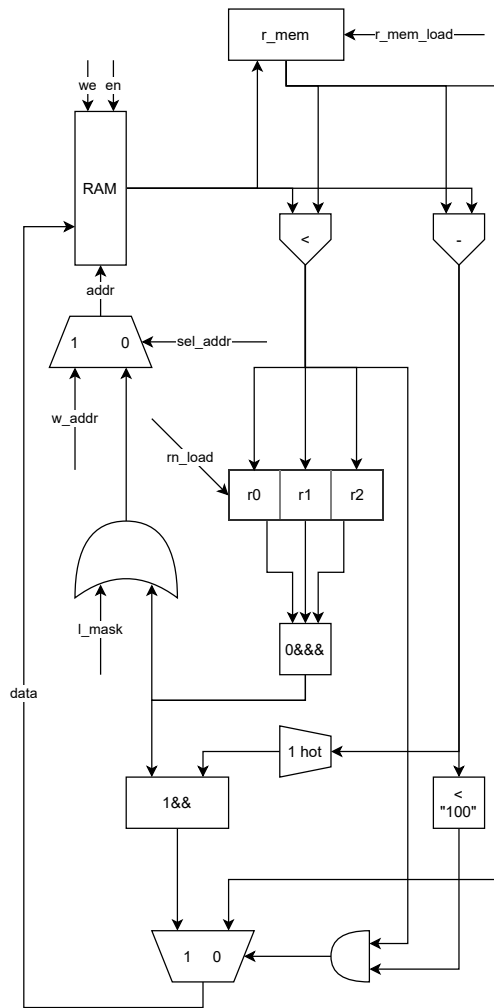 r_mem
r_mem_load
we
en
RAM
<
-
addr
1
0
sel_addr
w_addr
rn_load
r0
r1
r2
l_mask
0&&&
data
1 hot
1&&
<
"100"
1
0